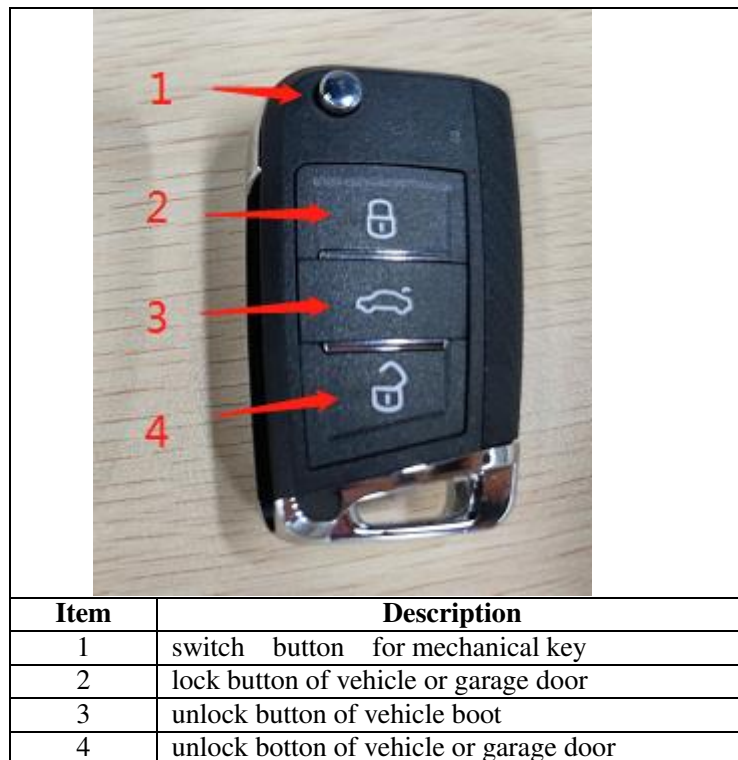 1
2
3
4
Item Description
1 switch button for mechanical key
2 lock button of vehicle or garage door
3 unlock button of vehicle boot
4 unlock botton of vehicle or garage door